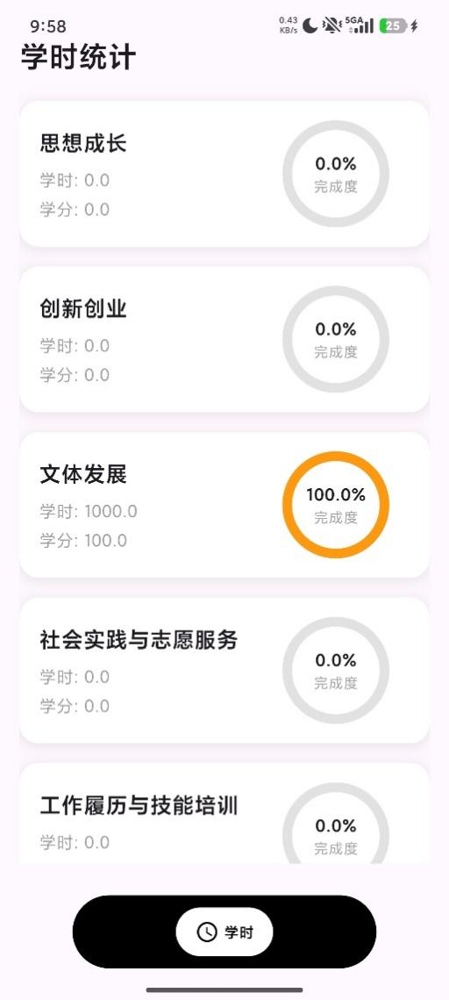 9:58
0.43
KB/s
5GA
25
学时统计
思想成长
学时: 0.0
学分: 0.0
0.0%
完成度
创新创业
学时: 0.0
学分: 0.0
0.0%
完成度
文体发展
学时: 1000.0
学分: 100.0
100.0%
完成度
社会实践与志愿服务
学时: 0.0
学分: 0.0
0.0%
完成度
工作履历与技能培训
学时: 0.0
0.0%
完成度
学时